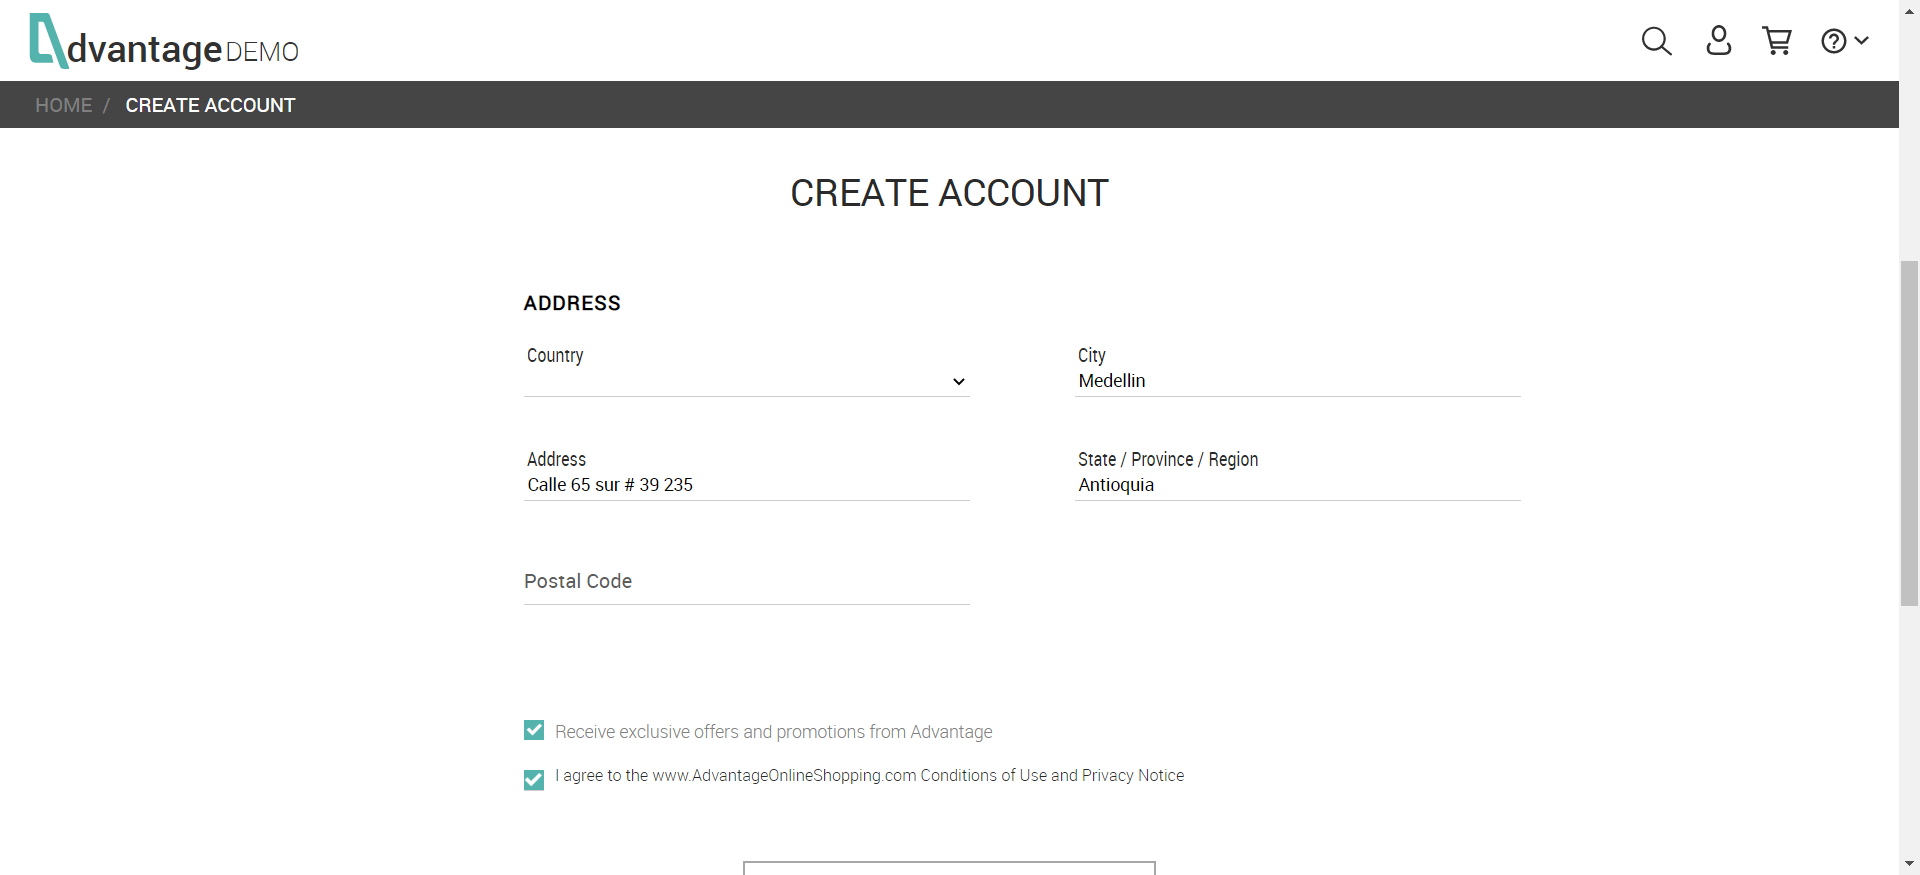 dvantage DEMO
HOME / CREATE ACCOUNT
CREATE ACCOUNT
ADDRESS
Country
City
Medellin
Address
Calle 65 sur # 39 235
State / Province / Region
Antioquia
Postal Code
Receive exclusive offers and promotions from Advantage
I agree to the www.AdvantageOnlineShopping.com Conditions of Use and Privacy Notice